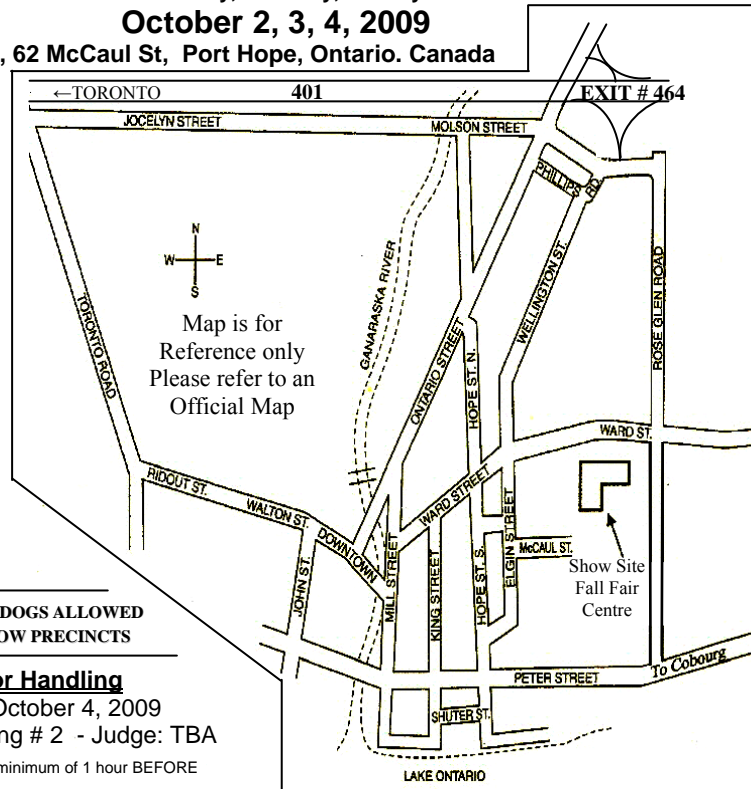 October 2, 3, 4, 2009
, 62 McCaul St, Port Hope, Ontario. Canada
←TORONTO 401 EXIT # 464
JOCELYN STREET
MOLSON STREET
PHILLIPS RD
N
W E
S
GANARASKA RIVER
WELLINGTON ST.
ROSE GLEN ROAD
TORONTO ROAD
Map is for
Reference only
Please refer to an
Official Map
ONTARIO STREET
HOPE ST. N.
WARD ST.
RIDOUT ST.
WALTON ST.
DOWNTOWN
WARD STREET
MILL STREET
KING STREET
HOPE ST. S.
ELGIN STREET
McCAUL ST.
JOHN ST.
Show Site
Fall Fair
Centre
DOGS ALLOWED
OW PRECINCTS
or Handling
October 4, 2009
ng # 2 - Judge: TBA
minimum of 1 hour BEFORE
PETER STREET
To Cobourg
SHUTER ST.
LAKE ONTARIO